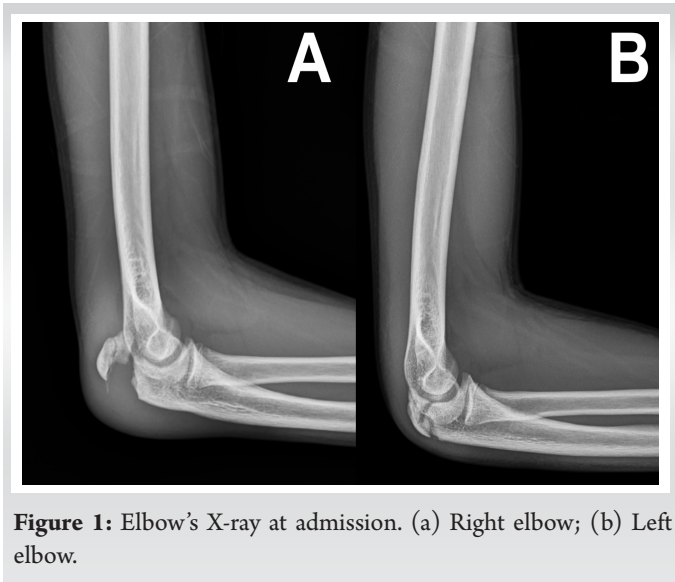 A
B
Figure 1: Elbow's X-ray at admission. (a) Right elbow; (b) Left
elbow.